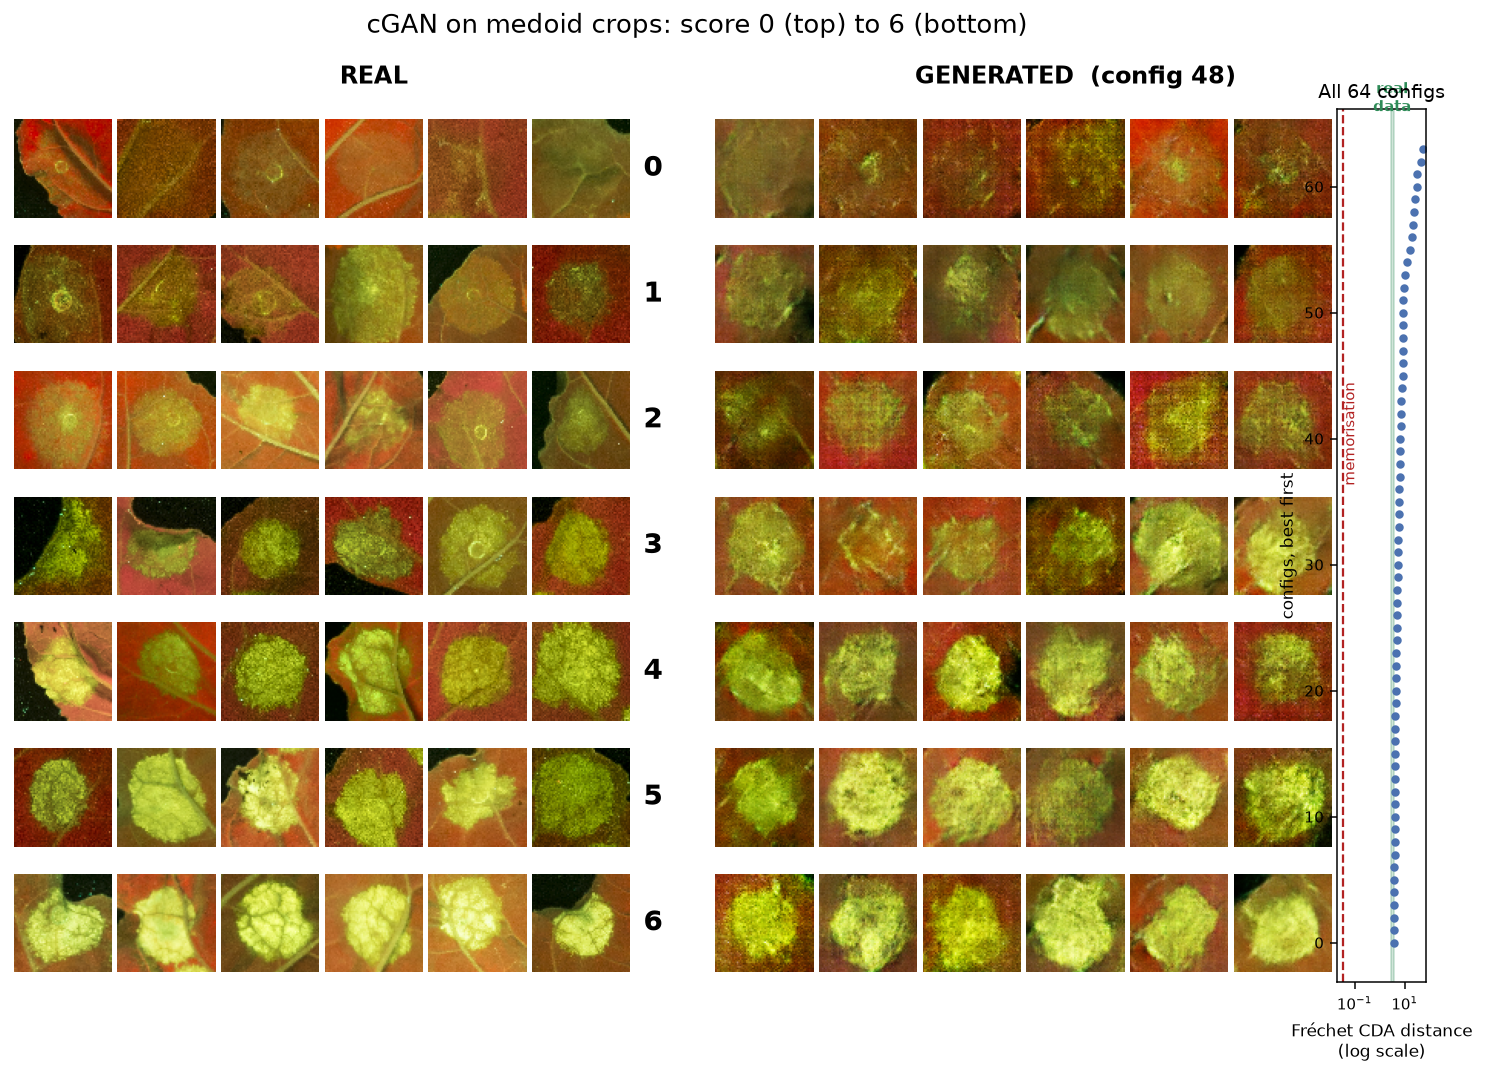 cGAN on medoid crops: score 0 (top) to 6 (bottom)
REAL
GENERATED (config 48)
All 64 configs
real
data
0
1
2
3
4
5
6
memorisation
configs, best first
60
50
40
30
20
10
0
10⁻¹ 10¹
Fréchet CDA distance
(log scale)